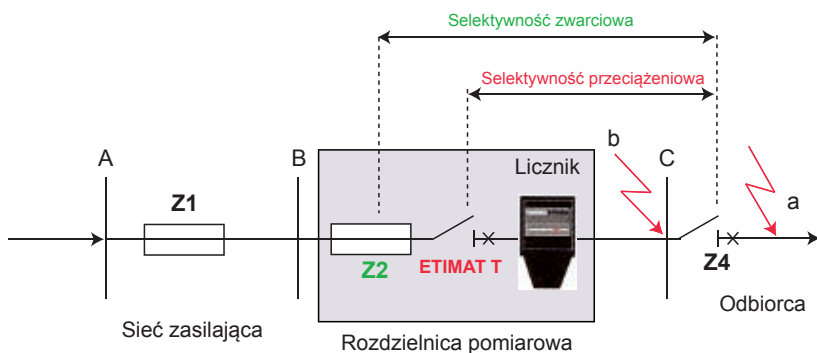 Selektywność zwarciowa
Selektywność przeciążeniowa
A
B
b
C
Licznik
Z1
a
Z2
ETIMAT T
Z4
Sieć zasilająca
Rozdzielnica pomiarowa
Odbiorca